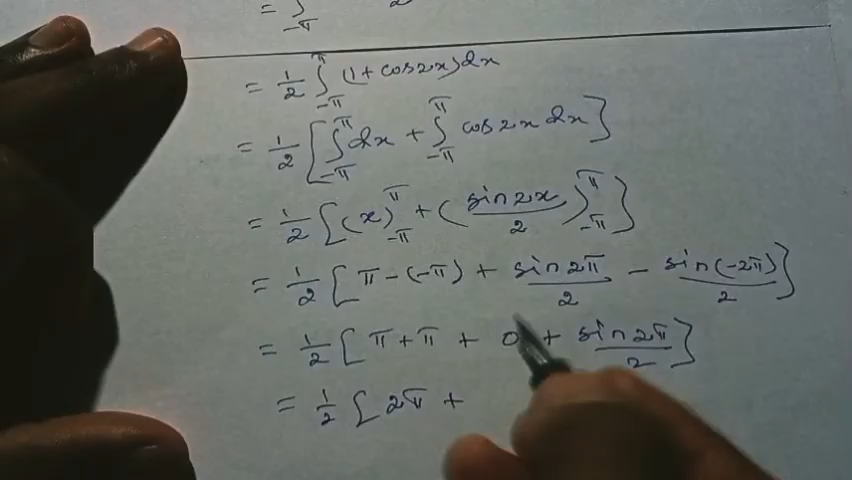 = ∫ 2 -π
= 1/2 ∫_{-π}^{π} (1 + cos2x) dx
= 1/2 [ ∫_{-π}^{π} dx + ∫_{-π}^{π} cos2x dx ]
= 1/2 [ (x)_{-π}^{π} + ( sin2x/2 )_{-π}^{π} ]
= 1/2 [ π - (-π) + sin2π/2 - sin(-2π)/2 ]
= 1/2 [ π + π + 0 + sin2π/2 ]
= 1/2 [ 2π +